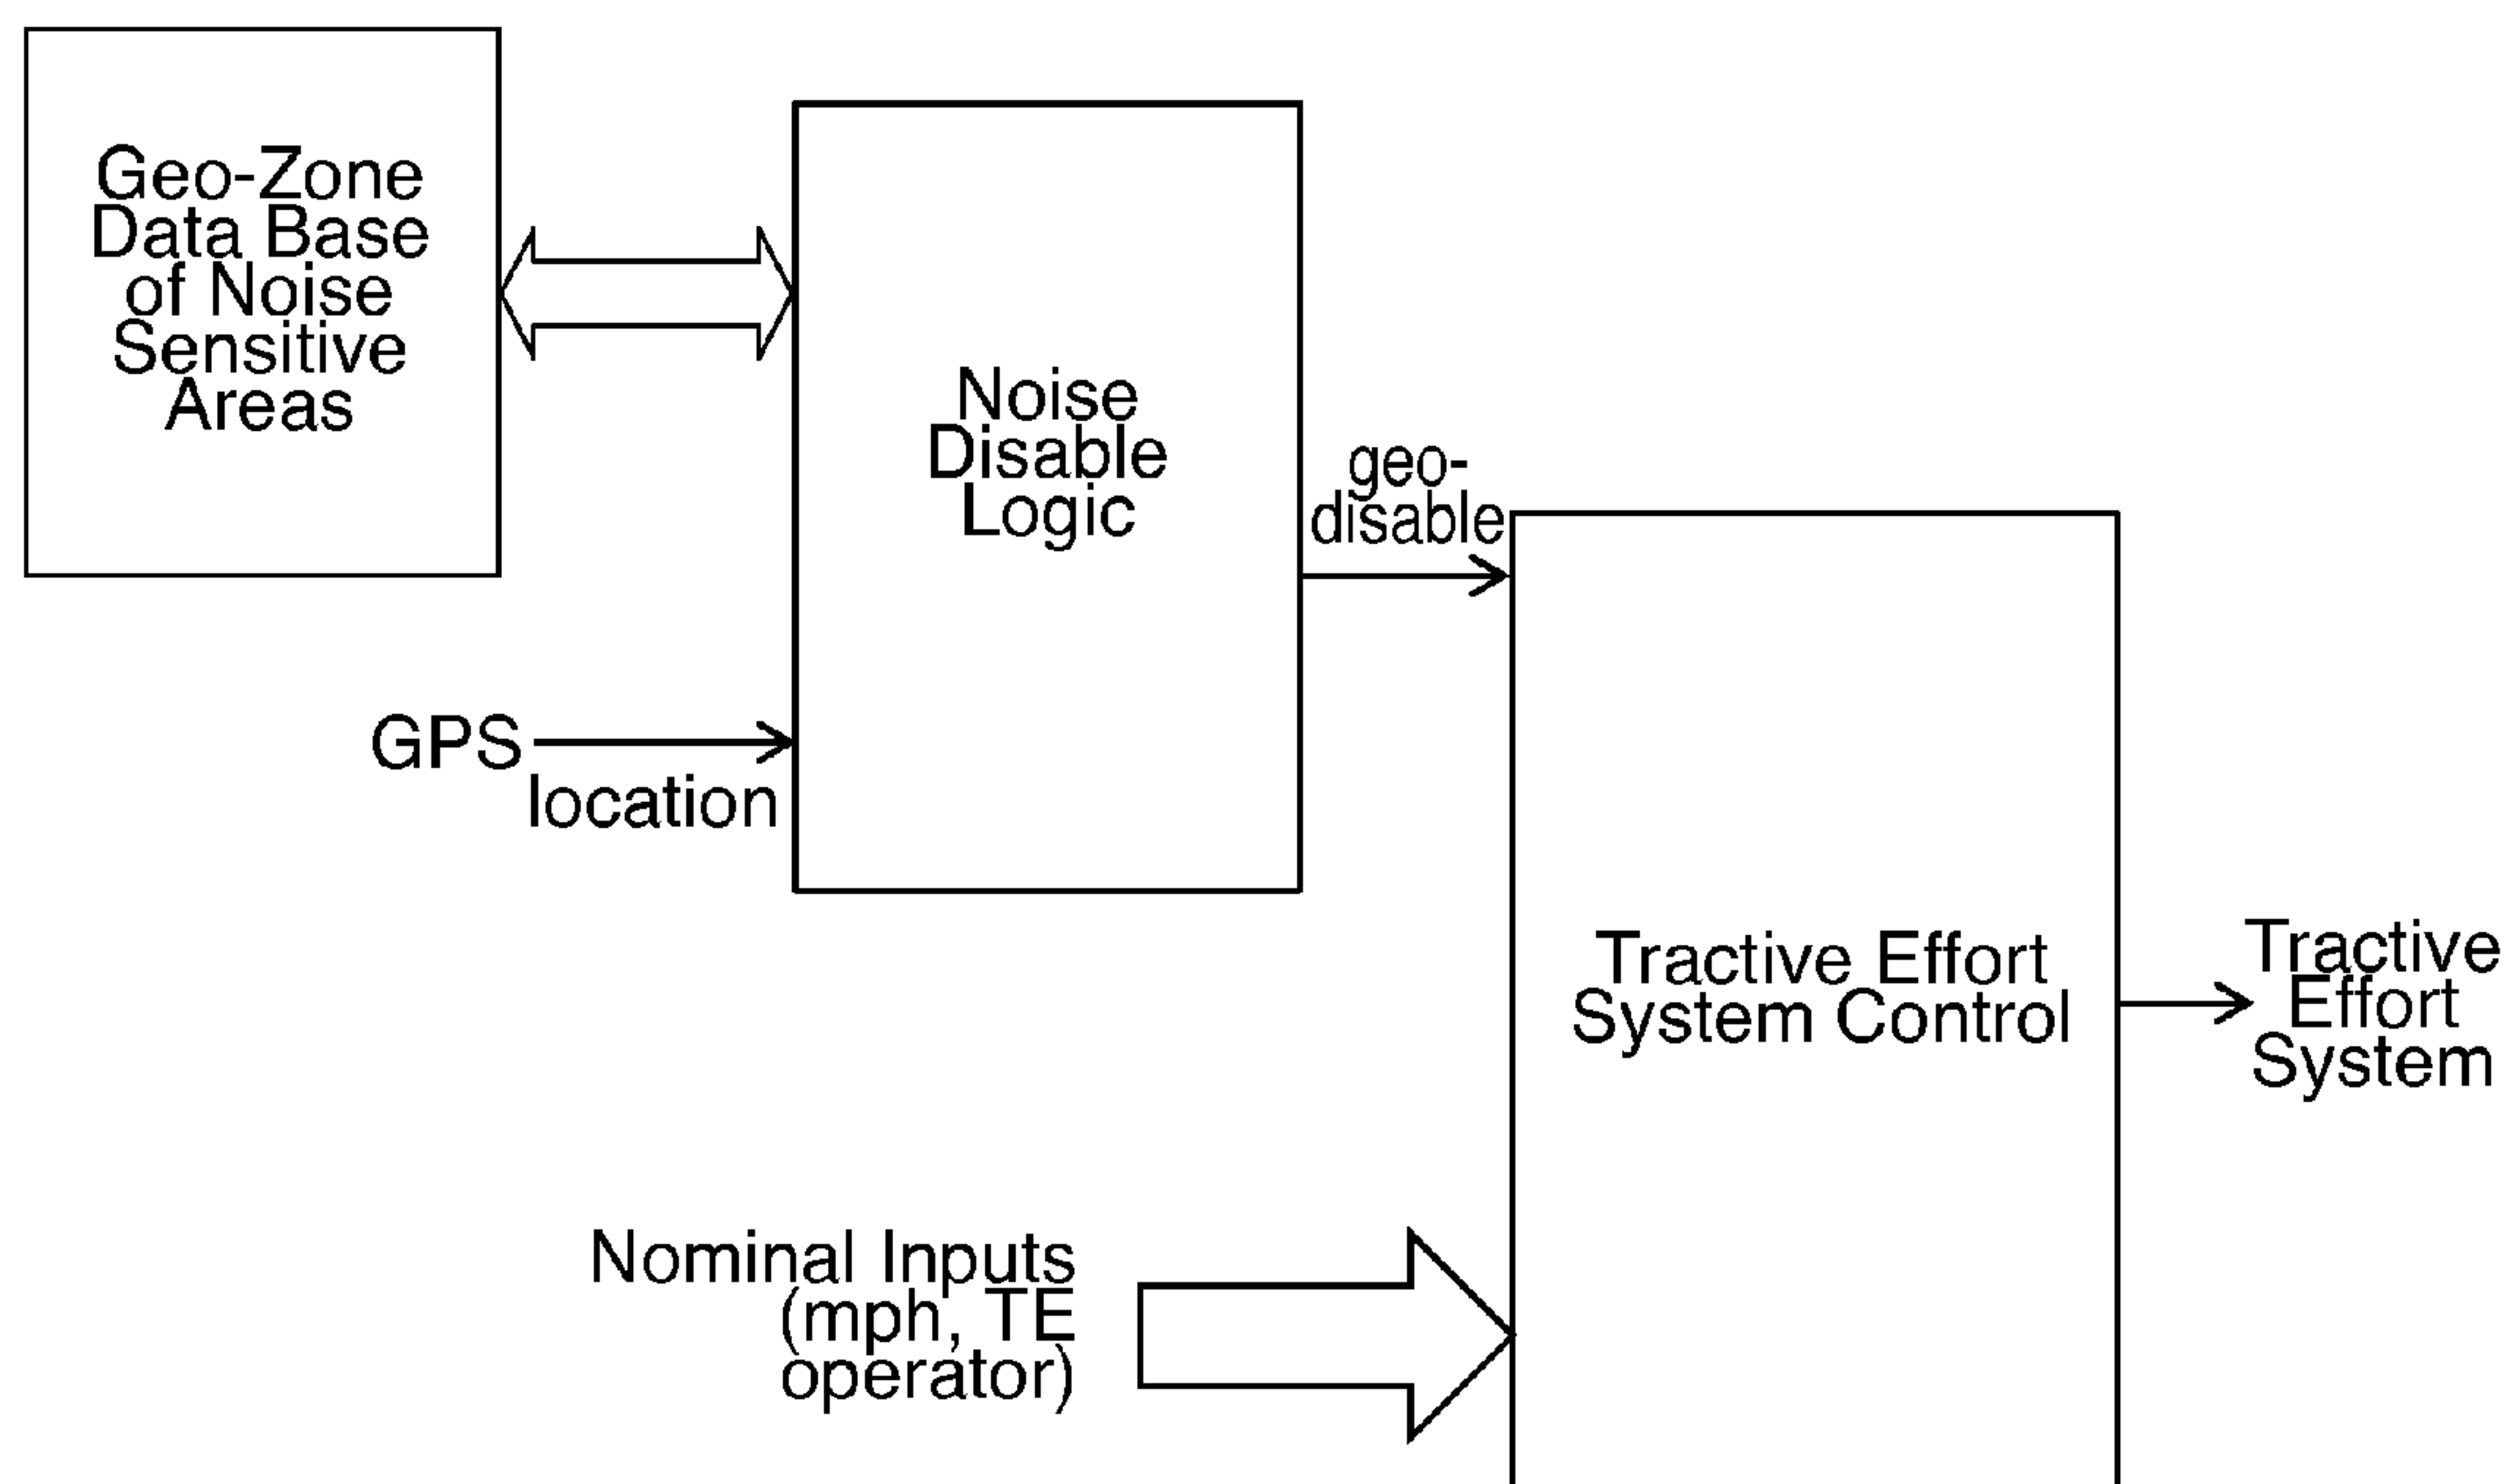 Geo-Zone
Data Base
of Noise
Sensitive
Areas
Noise
Disable
Logic
geo-
disable
GPS
location
Tractive Effort
System Control
Tractive
Effort
System
Nominal Inputs
(mph, TE
operator)